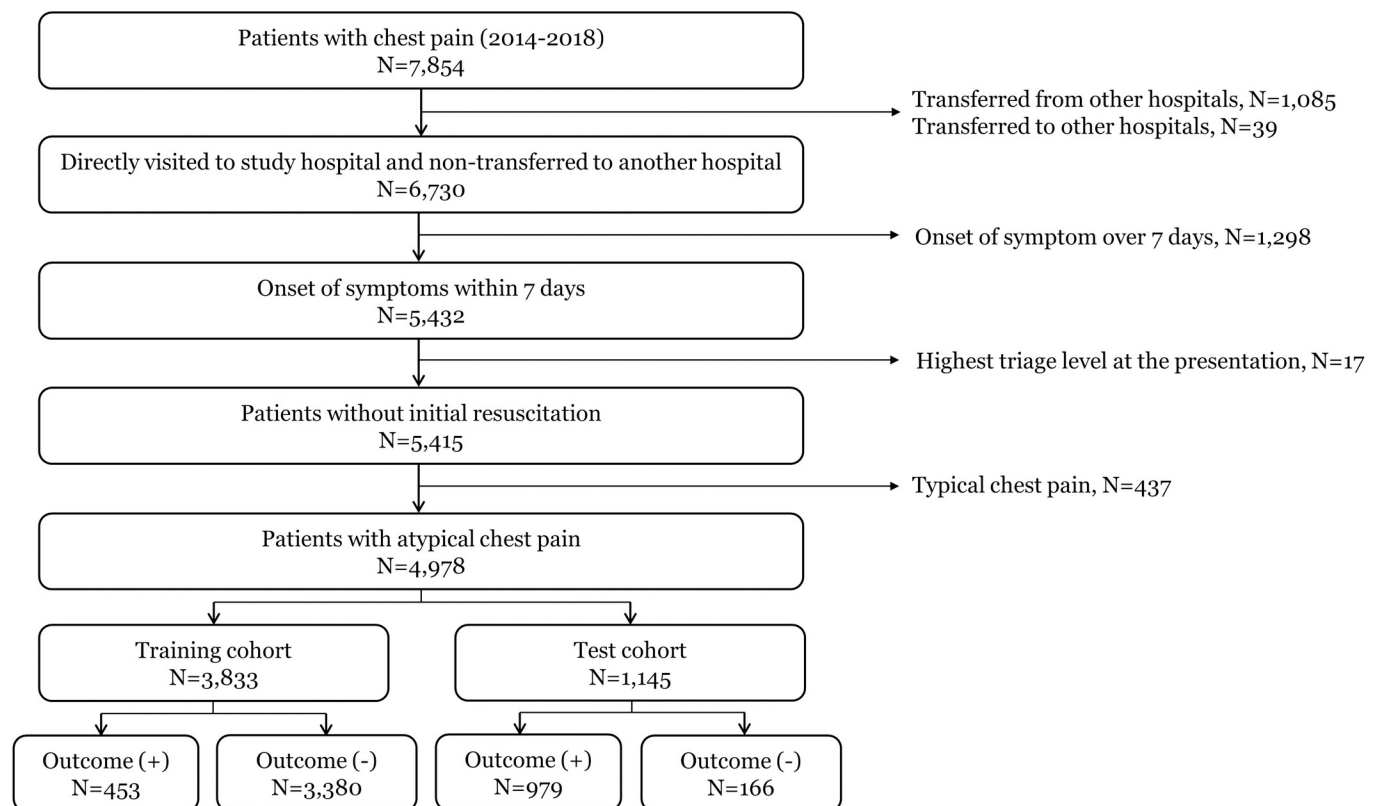 Patients with chest pain (2014-2018)
N=7,854
Transferred from other hospitals, N=1,085
Transferred to other hospitals, N=39
Directly visited to study hospital and non-transferred to another hospital
N=6,730
Onset of symptom over 7 days, N=1,298
Onset of symptoms within 7 days
N=5,432
Highest triage level at the presentation, N=17
Patients without initial resuscitation
N=5,415
Typical chest pain, N=437
Patients with atypical chest pain
N=4,978
Training cohort
N=3,833
Test cohort
N=1,145
Outcome (+)
N=453
Outcome (-)
N=3,380
Outcome (+)
N=979
Outcome (-)
N=166